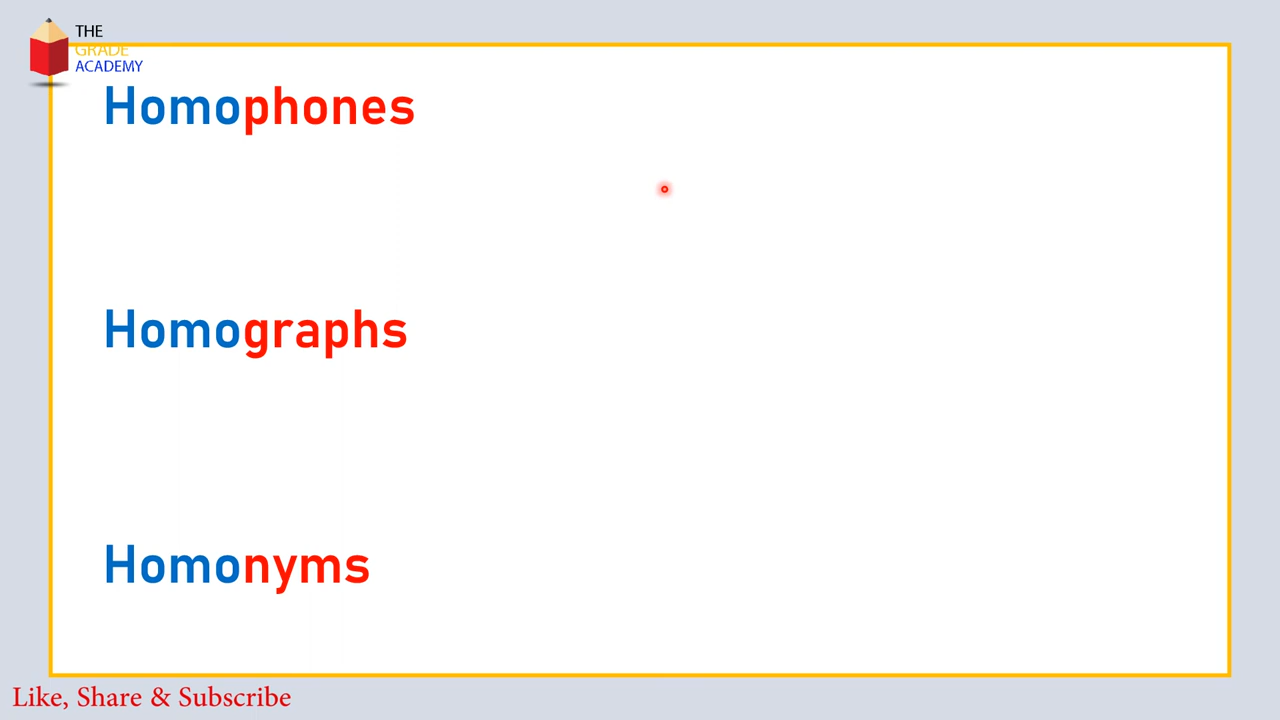 THE
GRADE
ACADEMY
Homophones
Homographs
Homonyms
Like, Share & Subscribe